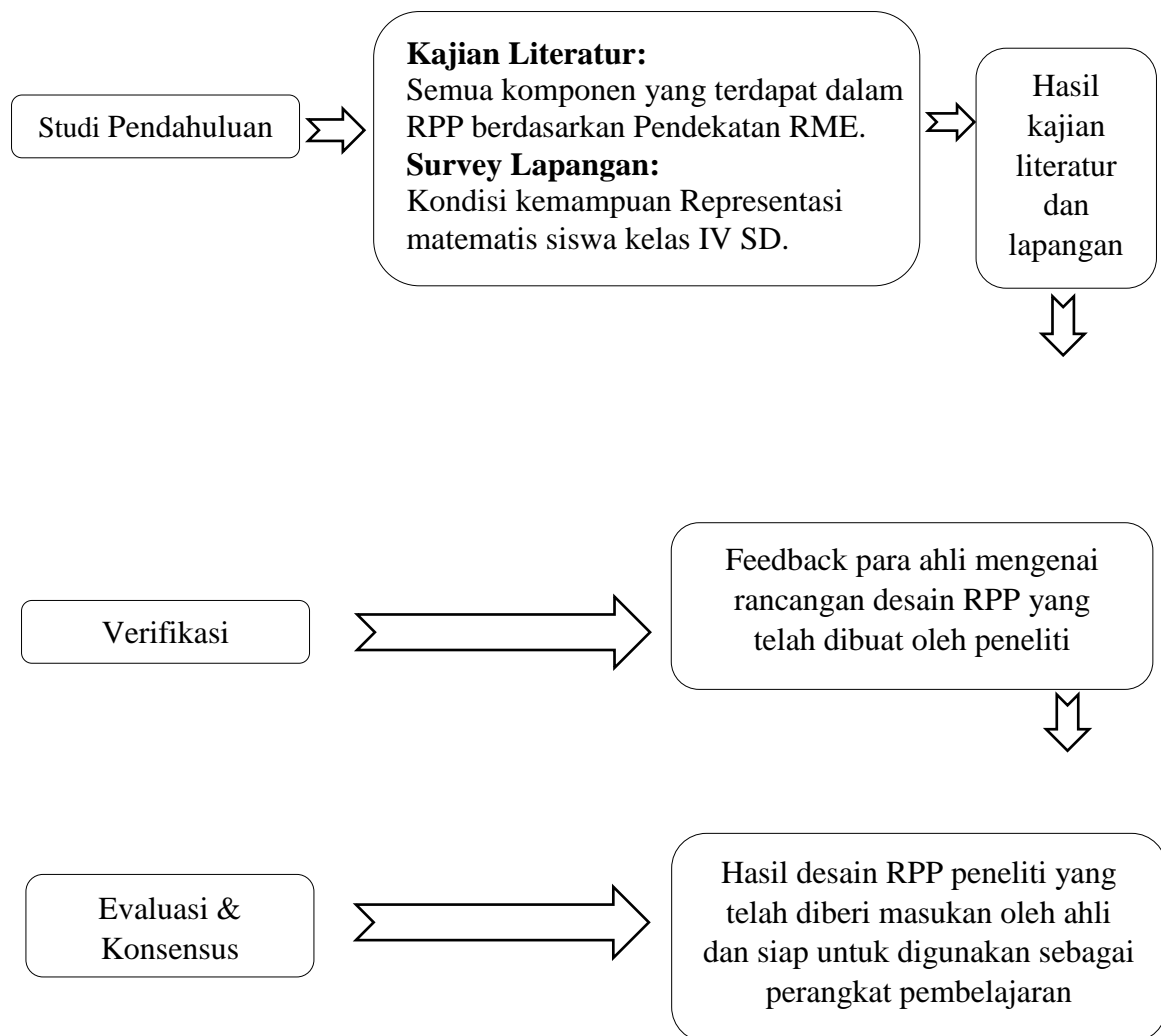 Studi Pendahuluan
Kajian Literatur:
Semua komponen yang terdapat dalam
RPP berdasarkan Pendekatan RME.
Survey Lapangan:
Kondisi kemampuan Representasi
matematis siswa kelas IV SD.
Hasil
kajian
literatur
dan
lapangan
Verifikasi
Feedback para ahli mengenai
rancangan desain RPP yang
telah dibuat oleh peneliti
Evaluasi &
Konsensus
Hasil desain RPP peneliti yang
telah diberi masukan oleh ahli
dan siap untuk digunakan sebagai
perangkat pembelajaran